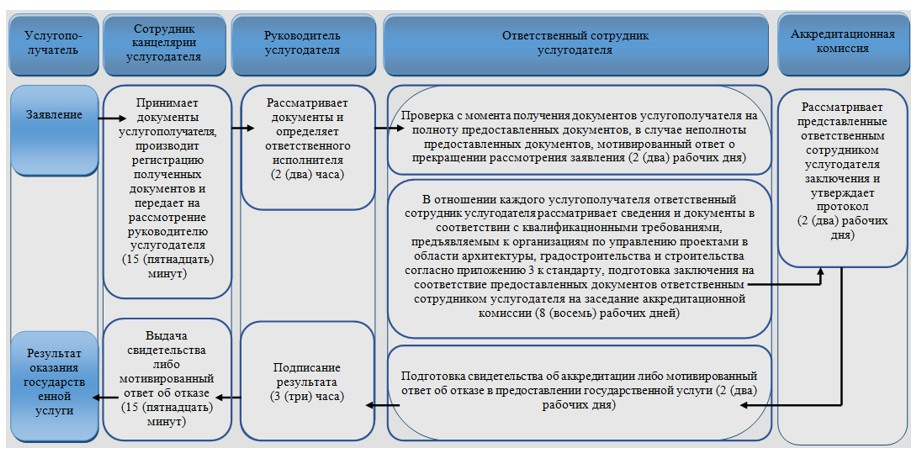 Услугопо-
лучатель
Сотрудник
канцелярии
услугодателя
Руководитель
услугодателя
Ответственный сотрудник
услугодателя
Аккредитационная
комиссия
Заявление
Принимает
документы
услугополучателя,
производит
регистрацию
полученных
документов и
передает на
рассмотрение
руководителю
услугодателя
(15 (пятнадцать)
минут)
Рассматривает
документы и
определяет
ответственного
исполнителя
(2 (два) часа)
Проверка с момента получения документов услугополучателя на
полноту предоставленных документов, в случае неполноты
предоставленных документов, мотивированный ответ о
прекращении рассмотрения заявления (2 (два) рабочих дня)
В отношении каждого услугополучателя ответственный
сотрудник услугодателя рассматривает сведения и документы в
соответствии с квалификационными требованиями,
предъявляемым к организациям по управлению проектами в
области архитектуры, градостроительства и строительства
согласно приложению 3 к стандарту, подготовка заключения на
соответствие предоставленных документов ответственным
сотрудником услугодателя на заседание аккредитационной
комиссии (8 (восемь) рабочих дней)
Рассматривает
представленные
ответственным
сотрудником
услугодателя
заключения и
утверждает
протокол
(2 (два) рабочих
дня)
Результат
оказания
государств
енной
услуги
Выдача
свидетельства
либо
мотивированный
ответ об отказе
(15 (пятнадцать)
минут)
Подписание
результата
(3 (три) часа)
Подготовка свидетельства об аккредитации либо мотивированный
ответ об отказе в предоставлении государственной услуги (2 (два)
рабочих дня)